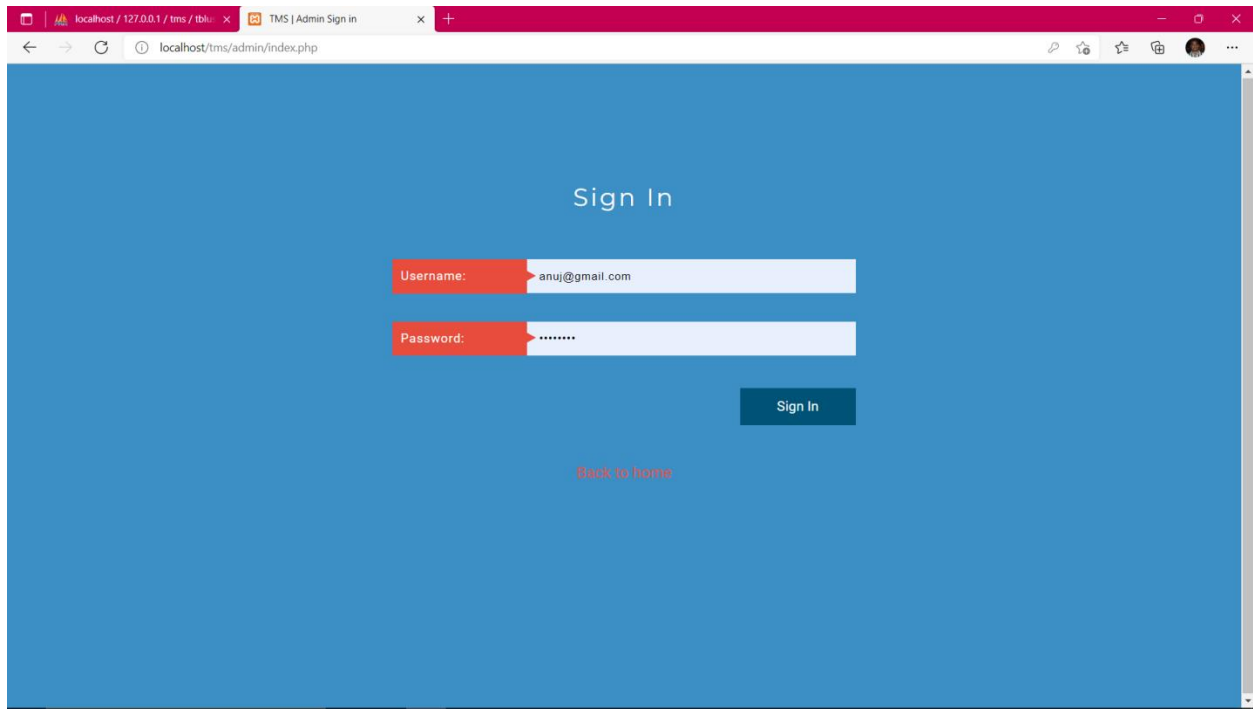 localhost / 127.0.0.1 / tms / tblu
TMS | Admin Sign in
localhost/tms/admin/index.php
Sign In
Username:
anuj@gmail.com
Password:
••••••••
Sign In
Back to home